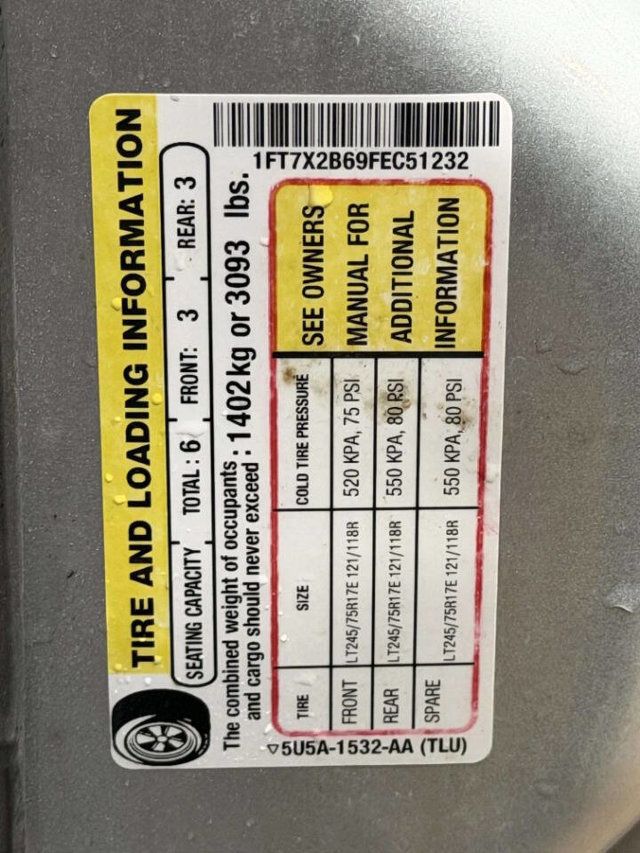 TIRE AND LOADING INFORMATION
SEATING CAPACITY TOTAL: 6 FRONT: 3 REAR: 3
The combined weight of occupants
and cargo should never exceed : 1402kg or 3093 lbs.
TIRE SIZE COLD TIRE PRESSURE
FRONT LT245/75R17E 121/118R 520 KPA, 75 PSI
REAR LT245/75R17E 121/118R 550 KPA, 80 PSI
SPARE LT245/75R17E 121/118R 550 KPA, 80 PSI
SEE OWNERS
MANUAL FOR
ADDITIONAL
INFORMATION
▽5U5A-1532-AA (TLU)
1FT7X2B69FEC51232